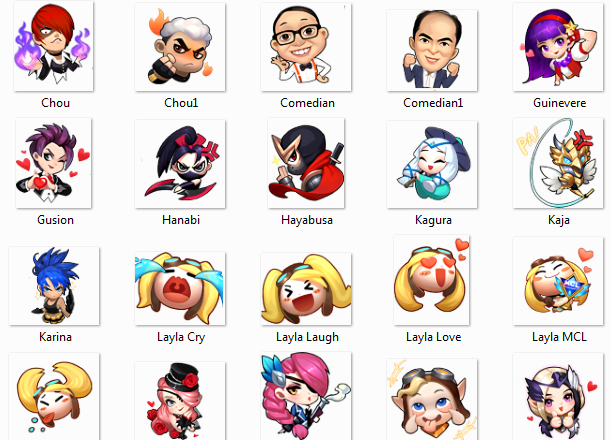 Chou
Chou1
Comedian
Comedian1
Guinevere
PA!
Gusion
Hanabi
Hayabusa
Kagura
Kaja
Karina
Layla Cry
Layla Laugh
Layla Love
Layla MCL